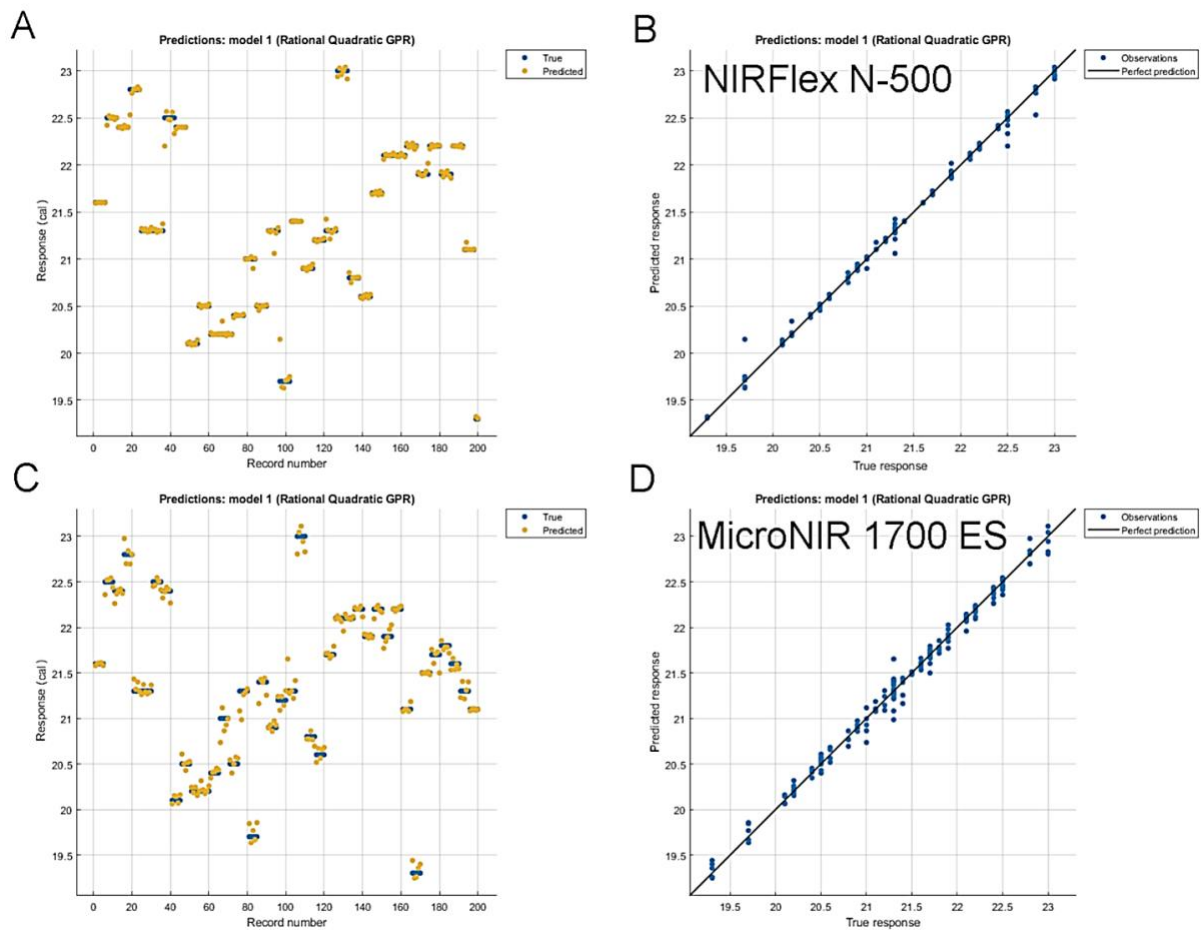 A
Predictions: model 1 (Rational Quadratic GPR)
True
Predicted
23
22.5
22
21.5
21
20.5
20
19.5
Response (cal)
0 20 40 60 80 100 120 140 160 180 200
Record number
B
Predictions: model 1 (Rational Quadratic GPR)
NIRFlex N-500
Observations
Perfect prediction
23
22.5
22
21.5
21
20.5
20
19.5
Predicted response
19.5 20 20.5 21 21.5 22 22.5 23
True response
C
Predictions: model 1 (Rational Quadratic GPR)
True
Predicted
23
22.5
22
21.5
21
20.5
20
19.5
Response (cal)
0 20 40 60 80 100 120 140 160 180 200
Record number
D
Predictions: model 1 (Rational Quadratic GPR)
MicroNIR 1700 ES
Observations
Perfect prediction
23
22.5
22
21.5
21
20.5
20
19.5
Predicted response
19.5 20 20.5 21 21.5 22 22.5 23
True response